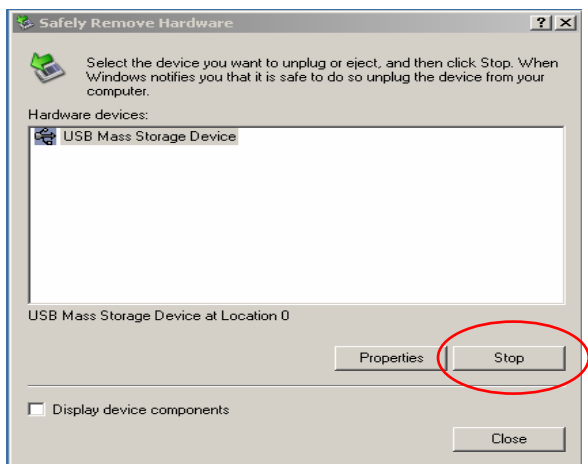 Safely Remove Hardware
Select the device you want to unplug or eject, and then click Stop. When
Windows notifies you that it is safe to do so unplug the device from your
computer.
Hardware devices:
USB Mass Storage Device
USB Mass Storage Device at Location 0
Properties
Stop
Display device components
Close